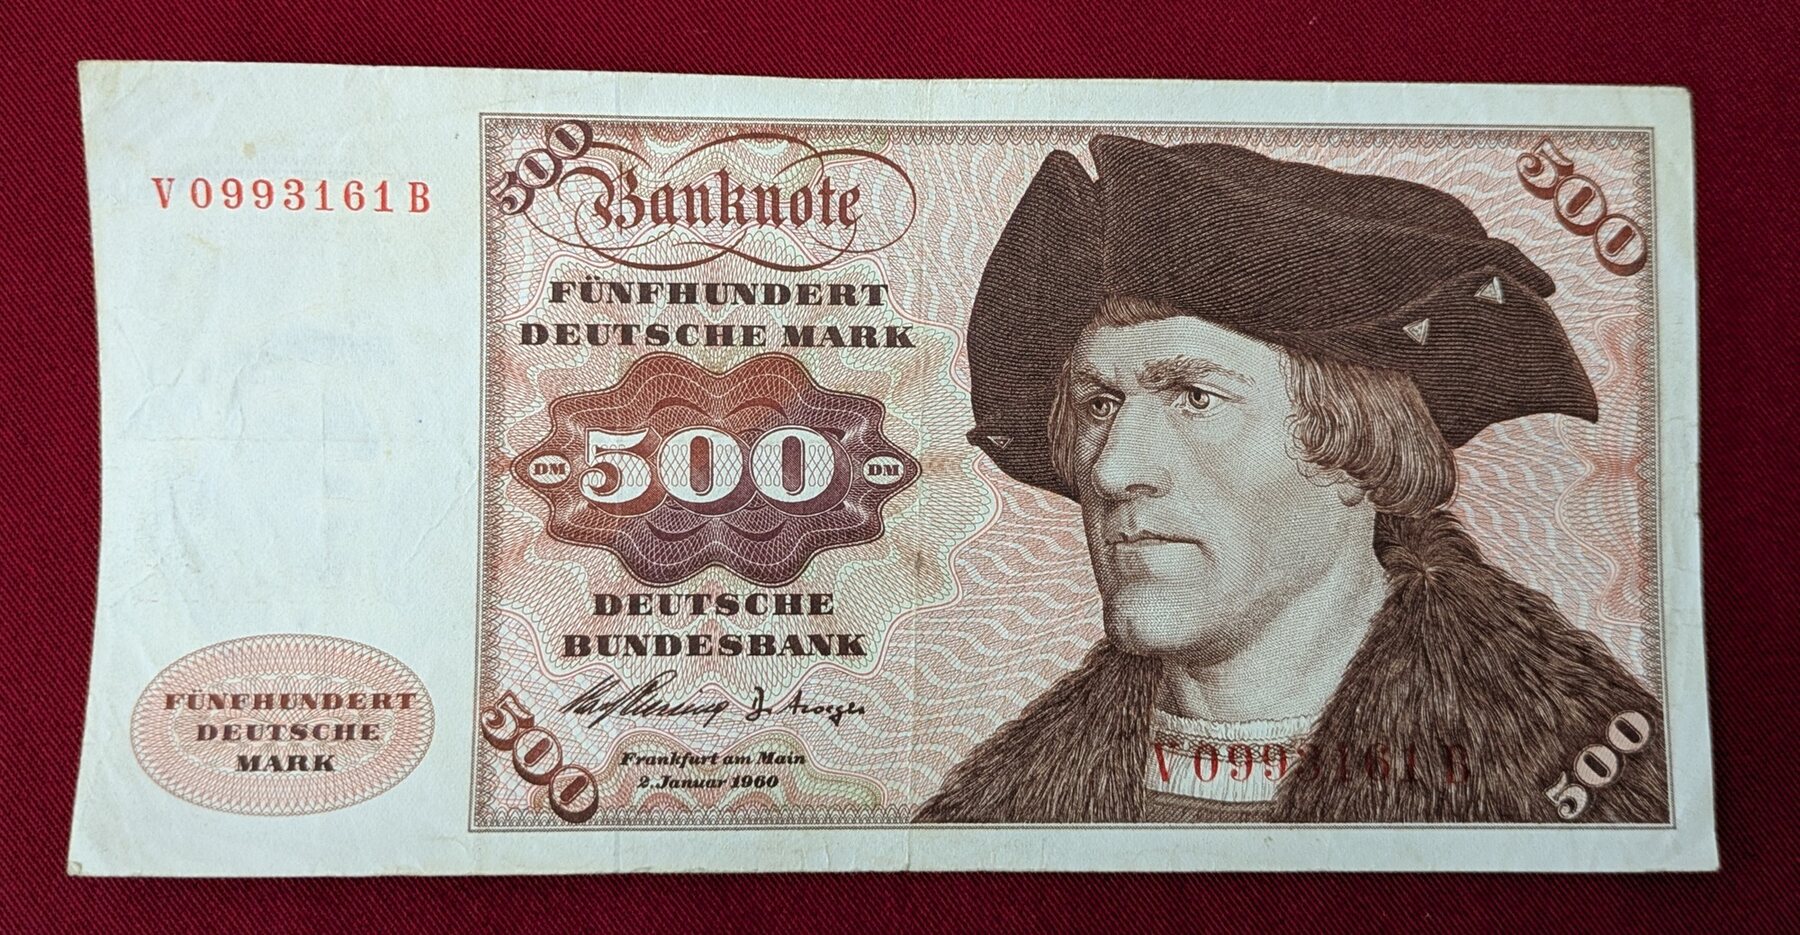 V0993161B
500
Banknote
500
FÜNFHUNDERT
DEUTSCHE MARK
DM 500 DM
DEUTSCHE
BUNDESBANK
FÜNFHUNDERT
DEUTSCHE
MARK
500
Frankfurt am Main
2. Januar 1960
V0993161B
500